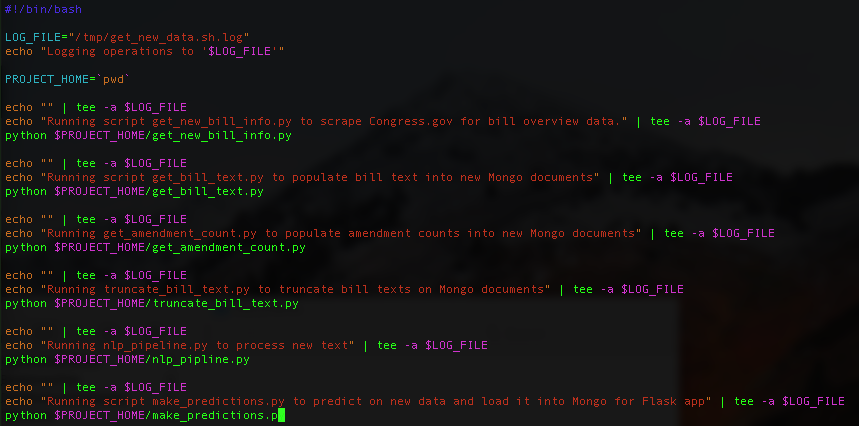 #!/bin/bash
LOG_FILE="/tmp/get_new_data.sh.log"
echo "Logging operations to '$LOG_FILE'"
PROJECT_HOME=`pwd`
echo "" | tee -a $LOG_FILE
echo "Running script get_new_bill_info.py to scrape Congress.gov for bill overview data." | tee -a $LOG_FILE
python $PROJECT_HOME/get_new_bill_info.py
echo "" | tee -a $LOG_FILE
echo "Running script get_bill_text.py to populate bill text into new Mongo documents" | tee -a $LOG_FILE
python $PROJECT_HOME/get_bill_text.py
echo "" | tee -a $LOG_FILE
echo "Running get_amendment_count.py to populate amendment counts into new Mongo documents" | tee -a $LOG_FILE
python $PROJECT_HOME/get_amendment_count.py
echo "" | tee -a $LOG_FILE
echo "Running truncate_bill_text.py to truncate bill texts on Mongo documents" | tee -a $LOG_FILE
python $PROJECT_HOME/truncate_bill_text.py
echo "" | tee -a $LOG_FILE
echo "Running nlp_pipeline.py to process new text" | tee -a $LOG_FILE
python $PROJECT_HOME/nlp_pipline.py
echo "" | tee -a $LOG_FILE
echo "Running script make_predictions.py to predict on new data and load it into Mongo for Flask app" | tee -a $LOG_FILE
python $PROJECT_HOME/make_predictions.p